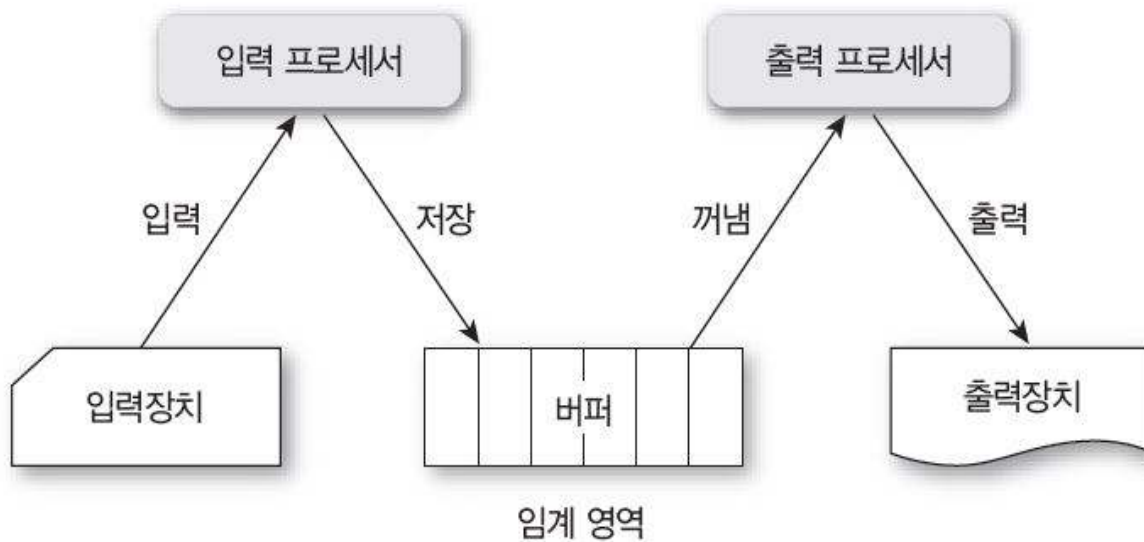 입력 프로세서
출력 프로세서
입력
저장
꺼냄
출력
입력장치
버퍼
출력장치
임계 영역